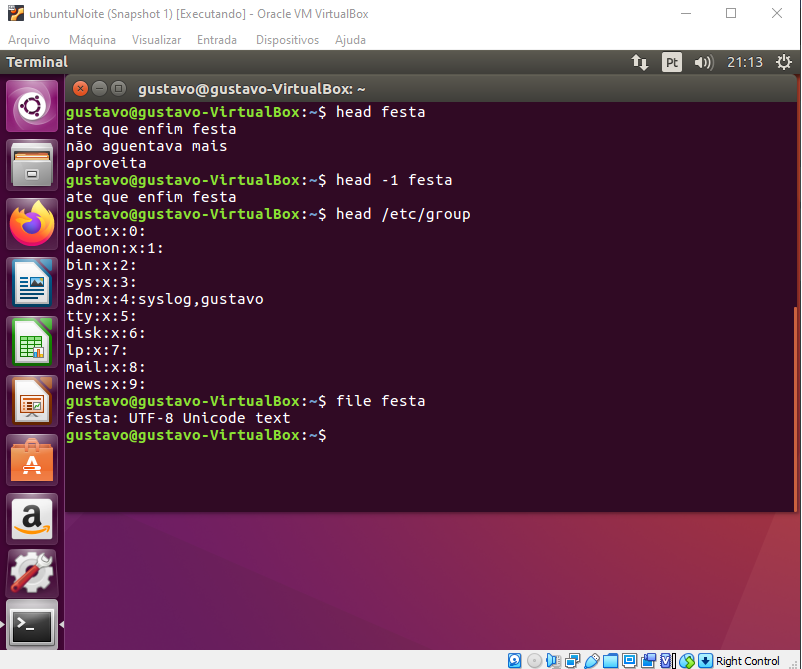 unbuntuNoite (Snapshot 1) [Executando] - Oracle VM VirtualBox
Arquivo Máquina Visualizar Entrada Dispositivos Ajuda
Terminal Pt 21:13
gustavo@gustavo-VirtualBox: ~
gustavo@gustavo-VirtualBox:~$ head festa
ate que enfim festa
não aguentava mais
aproveita
gustavo@gustavo-VirtualBox:~$ head -1 festa
ate que enfim festa
gustavo@gustavo-VirtualBox:~$ head /etc/group
root:x:0:
daemon:x:1:
bin:x:2:
sys:x:3:
adm:x:4:syslog,gustavo
tty:x:5:
disk:x:6:
lp:x:7:
mail:x:8:
news:x:9:
gustavo@gustavo-VirtualBox:~$ file festa
festa: UTF-8 Unicode text
gustavo@gustavo-VirtualBox:~$
Right Control